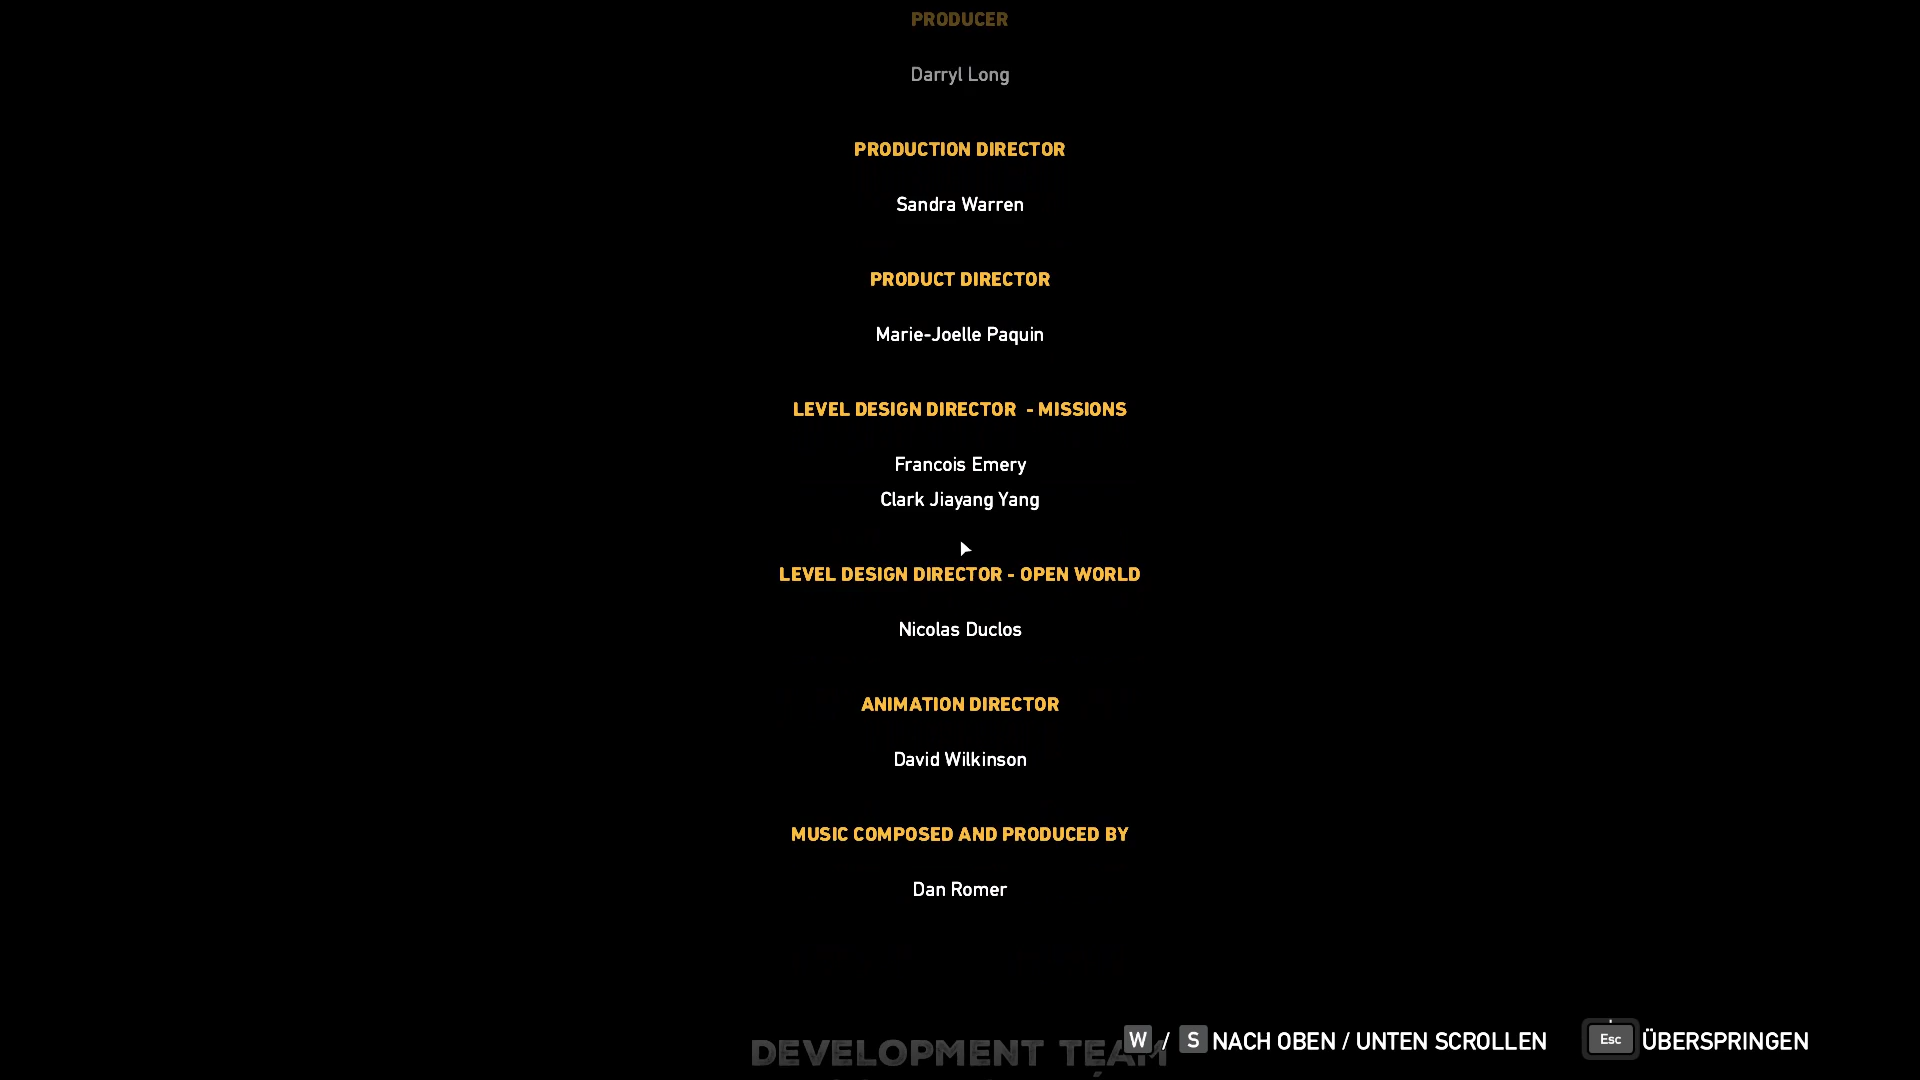 PRODUCER
Darryl Long
PRODUCTION DIRECTOR
Sandra Warren
PRODUCT DIRECTOR
Marie-Joelle Paquin
LEVEL DESIGN DIRECTOR  - MISSIONS
Francois Emery
Clark Jiayang Yang
LEVEL DESIGN DIRECTOR - OPEN WORLD
Nicolas Duclos
ANIMATION DIRECTOR
David Wilkinson
MUSIC COMPOSED AND PRODUCED BY
Dan Romer
DEVELOPMENT TEAM
W / S NACH OBEN / UNTEN SCROLLEN Esc ÜBERSPRINGEN